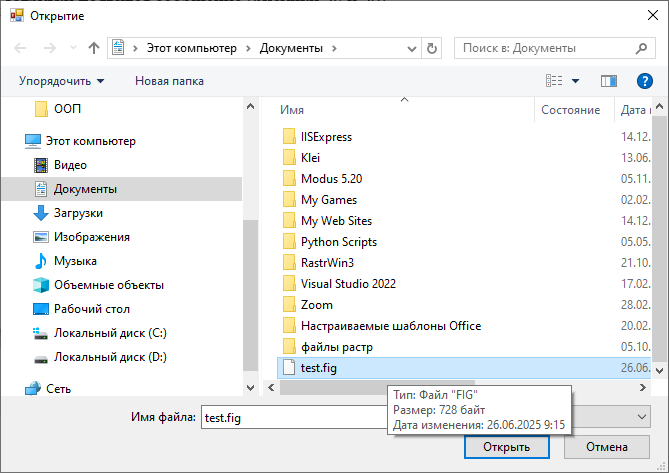 Открытие
Этот компьютер
Документы
Поиск в: Документы
Упорядочить
Новая папка
ООП
Этот компьютер
Видео
Документы
Загрузки
Изображения
Музыка
Объемные объекты
Рабочий стол
Локальный диск (C:)
Локальный диск (D:)
Сеть
Имя Состояние Дата
IISExpress 14.12.
Klei 13.06.
Modus 5.20 05.11.
My Games 02.02.
My Web Sites 14.12.
Python Scripts 05.05.
RastrWin3 21.10.
Visual Studio 2022 17.02.
Zoom 28.02.
Настраиваемые шаблоны Office 20.02.
файлы растр 05.10.
test.fig 26.06.
Тип: Файл "FIG"
Размер: 728 байт
Дата изменения: 26.06.2025 9:15
Имя файла: test.fig
Открыть
Отмена